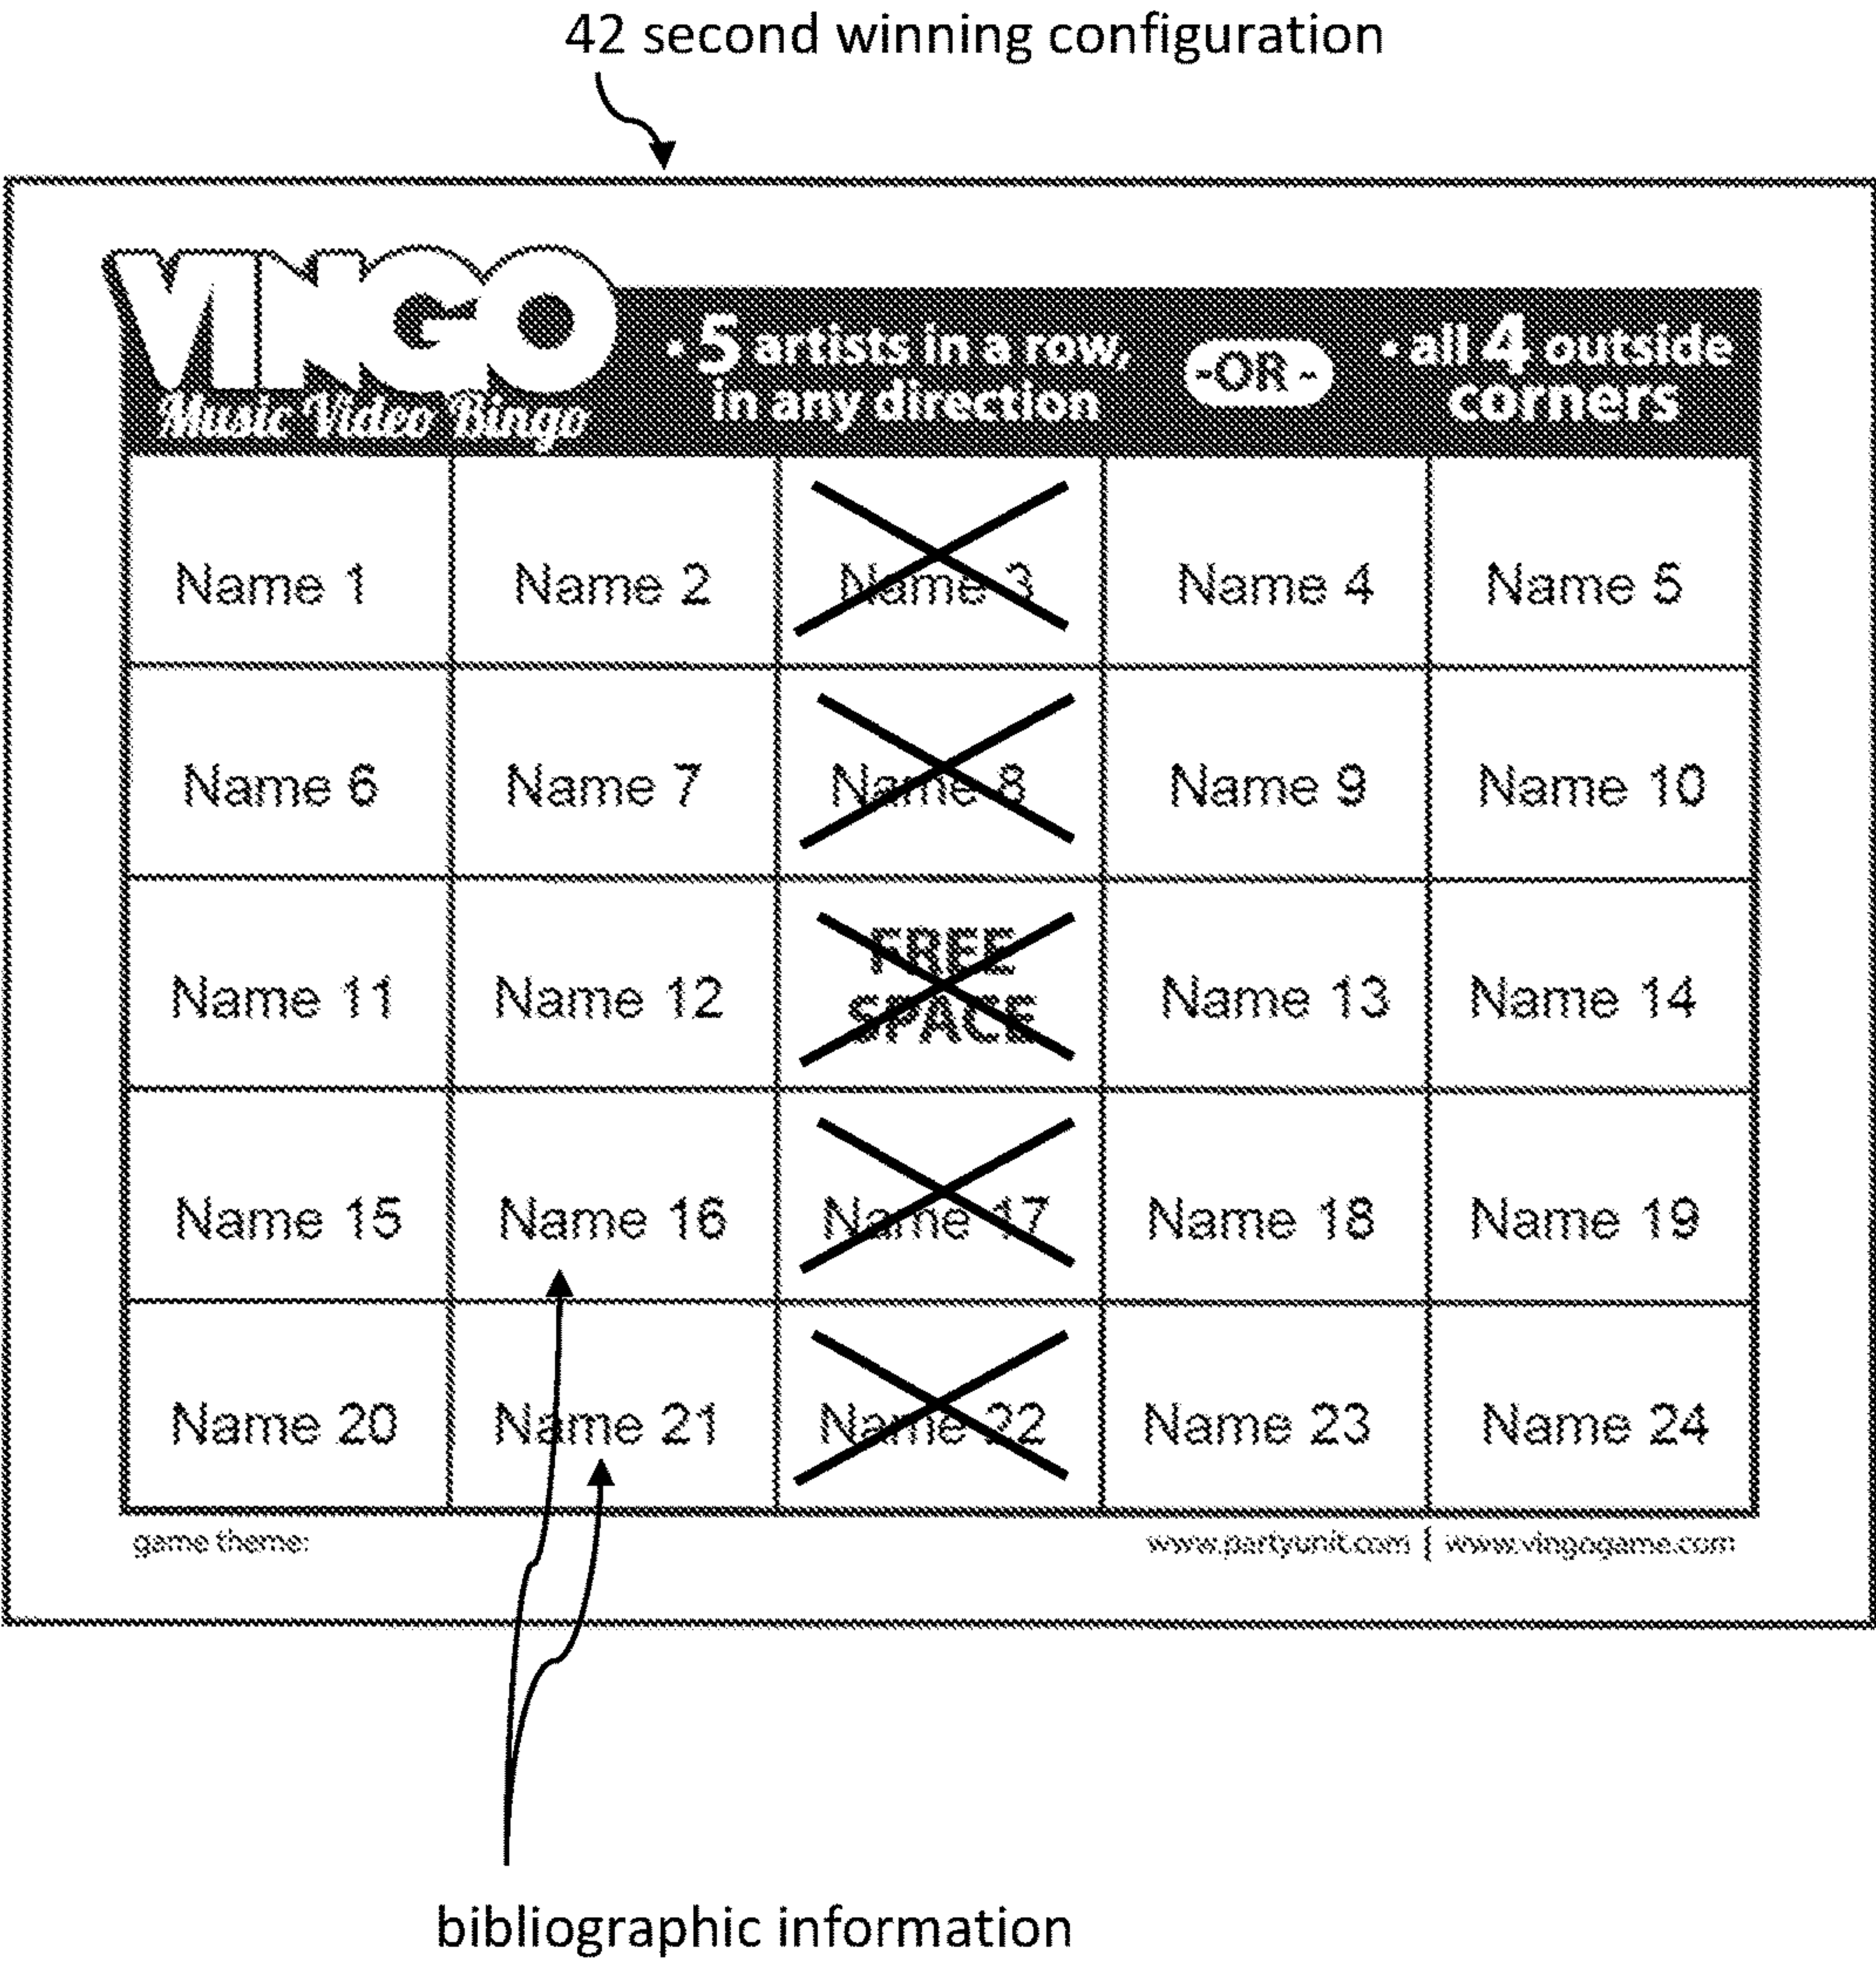 42 second winning configuration
VINGO
Music Video Bingo
• 5 artists in a row,
in any direction
-OR-
• all 4 outside
corners
Name 1 Name 2 Name 3 Name 4 Name 5
Name 6 Name 7 Name 8 Name 9 Name 10
Name 11 Name 12 FREE SPACE Name 13 Name 14
Name 15 Name 16 Name 17 Name 18 Name 19
Name 20 Name 21 Name 22 Name 23 Name 24
game theme: www.partyunit.com | www.vingogame.com
bibliographic information